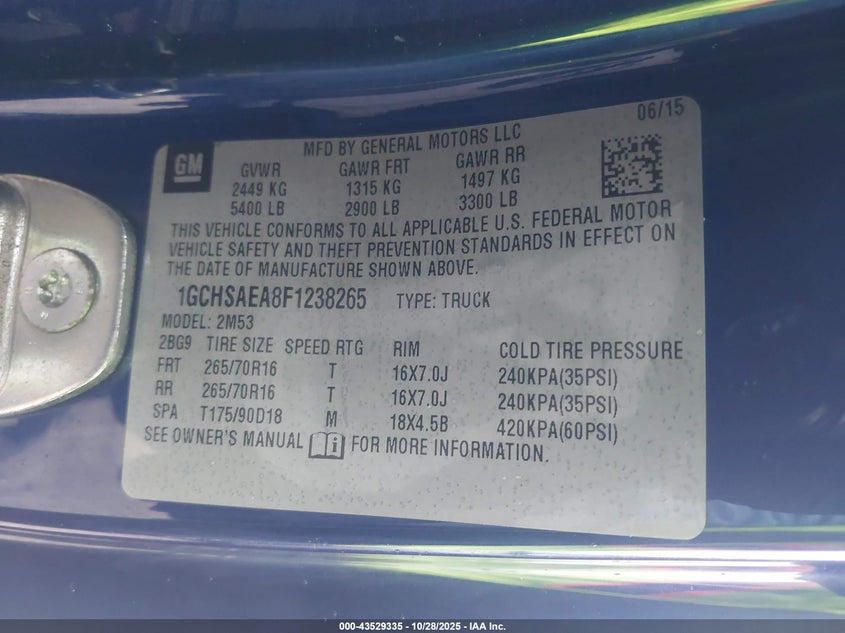 06/15
GM
MFD BY GENERAL MOTORS LLC
GVWR GAWR FRT GAWR RR
2449 KG 1315 KG 1497 KG
5400 LB 2900 LB 3300 LB
THIS VEHICLE CONFORMS TO ALL APPLICABLE U.S. FEDERAL MOTOR
VEHICLE SAFETY AND THEFT PREVENTION STANDARDS IN EFFECT ON
THE DATE OF MANUFACTURE SHOWN ABOVE.
1GCHSAEA8F1238265 TYPE: TRUCK
MODEL: 2M53
2BG9 TIRE SIZE SPEED RTG RIM COLD TIRE PRESSURE
FRT 265/70R16 T 16X7.0J 240KPA(35PSI)
RR 265/70R16 T 16X7.0J 240KPA(35PSI)
SPA T175/90D18 M 18X4.5B 420KPA(60PSI)
SEE OWNER'S MANUAL FOR MORE INFORMATION.
000-43529335 - 10/28/2025 - IAA Inc.